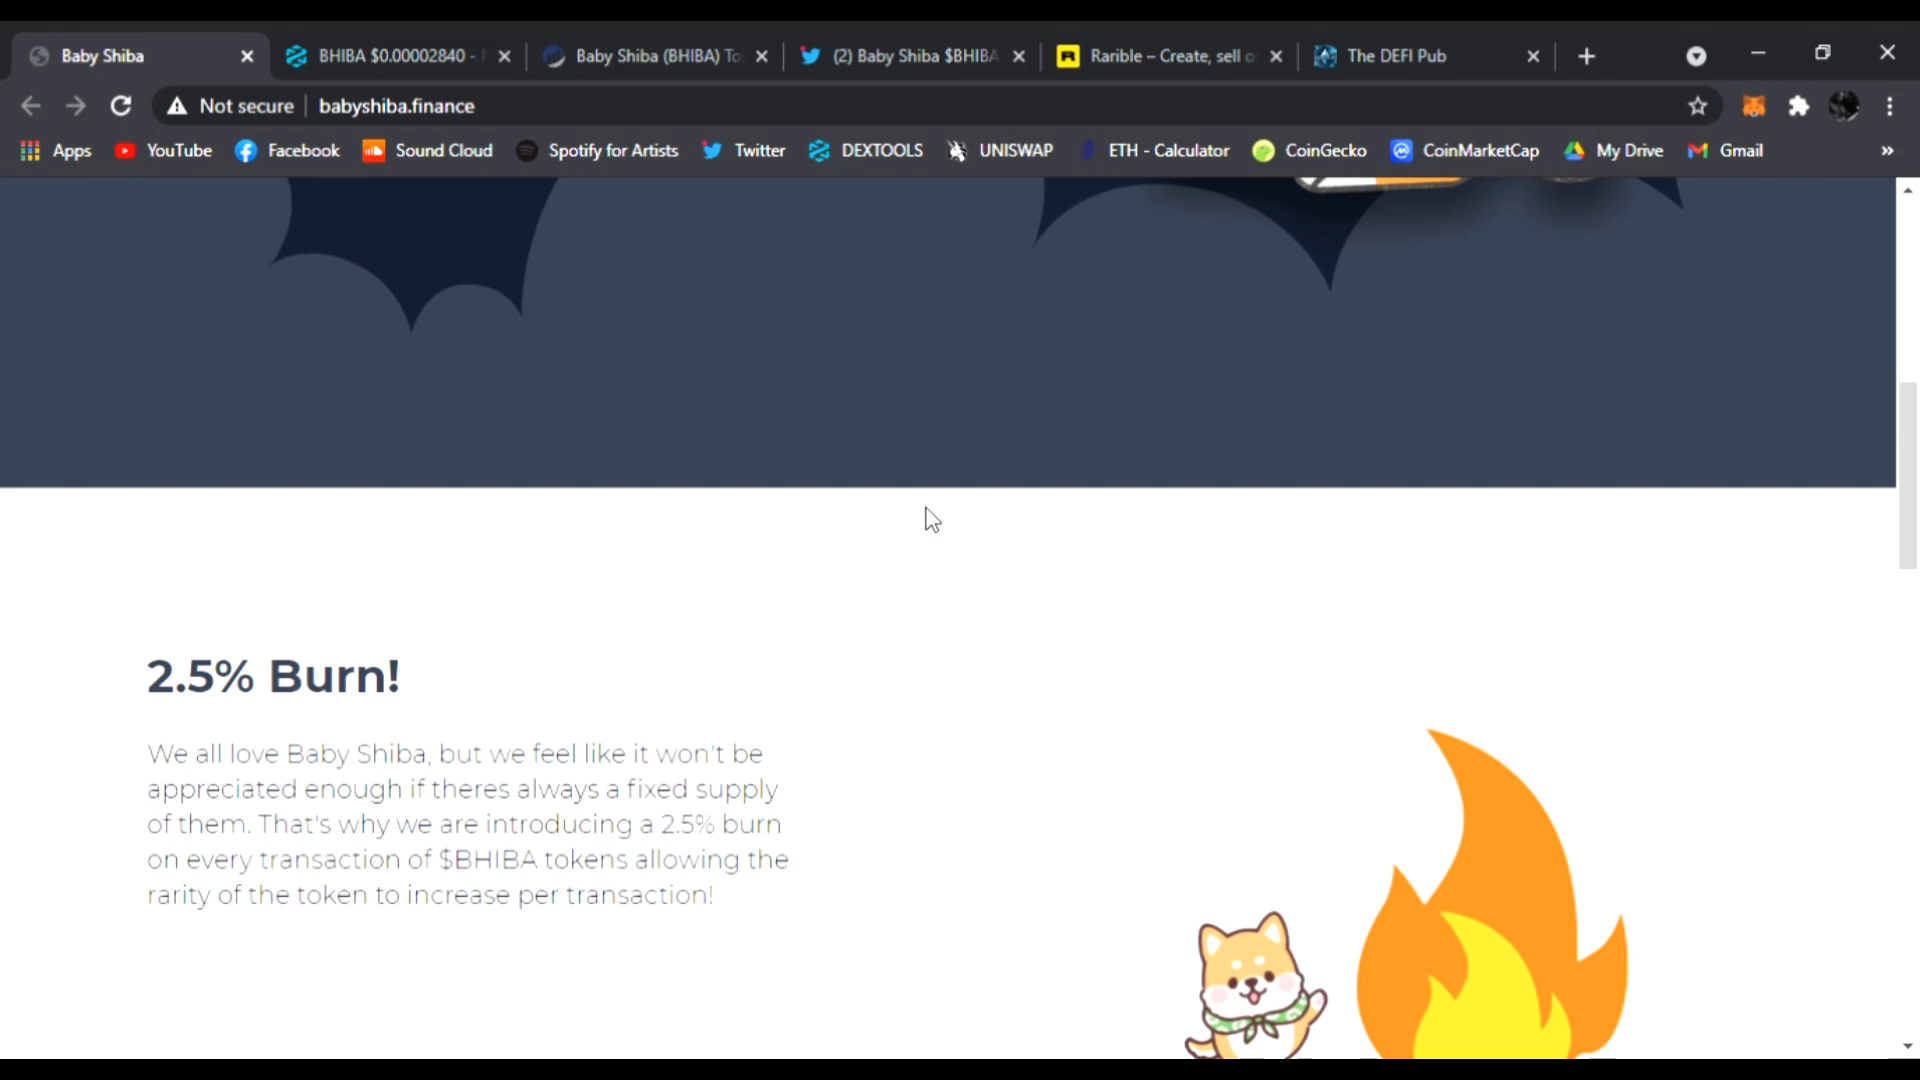 Baby Shiba
BHIBA $0.00002840 -
Baby Shiba (BHIBA) To
(2) Baby Shiba $BHIBA
Rarible – Create, sell o
The DEFI Pub
Not secure
babyshiba.finance
Apps
YouTube
Facebook
Sound Cloud
Spotify for Artists
Twitter
DEXTOOLS
UNISWAP
ETH - Calculator
CoinGecko
CoinMarketCap
My Drive
Gmail
2.5% Burn!
We all love Baby Shiba, but we feel like it won't be
appreciated enough if theres always a fixed supply
of them. That's why we are introducing a 2.5% burn
on every transaction of $BHIBA tokens allowing the
rarity of the token to increase per transaction!